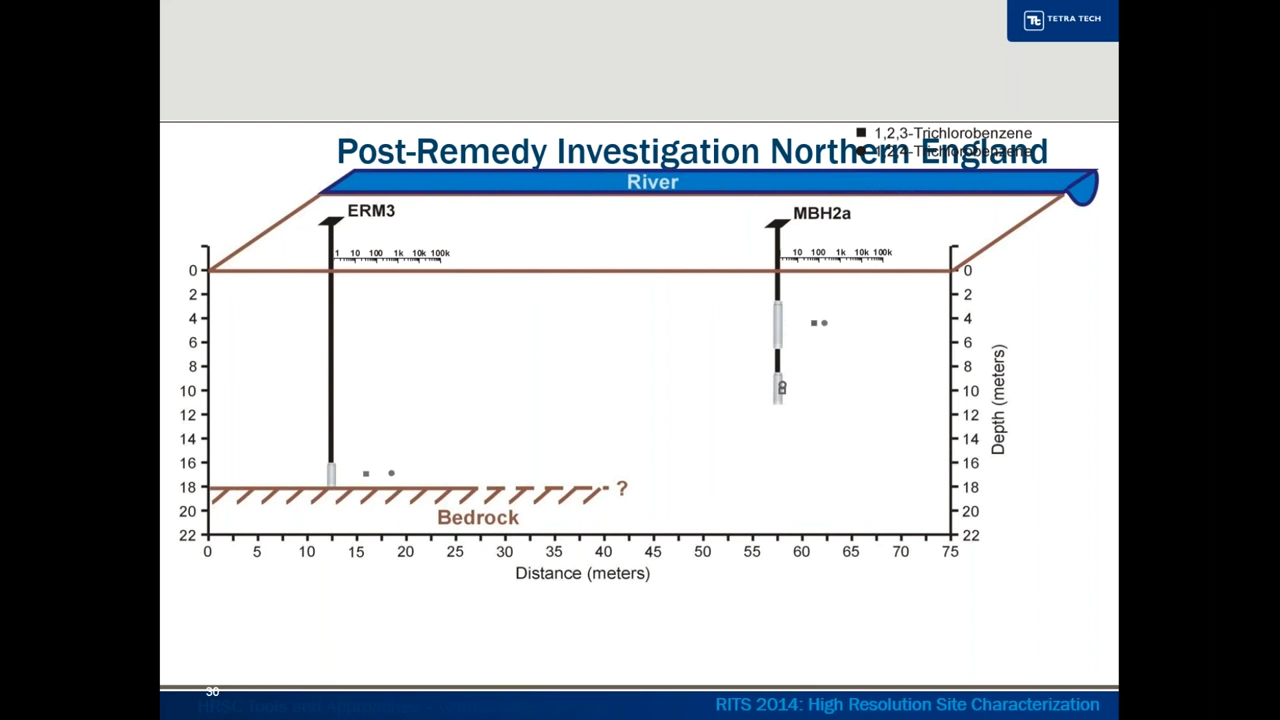 TETRA TECH
1,2,3-Trichlorobenzene
Post-Remedy Investigation Northern England
1,2,4-Trichlorobenzene
River
ERM3
MBH2a
1 10 100 1k 10k 100k
10 100 1k 10k 100k
0
2
4
6
8
10
12
14
16
18
20
22
0
2
4
6
8
10
12
14
16
18
20
22
Depth (meters)
?
Bedrock
0 5 10 15 20 25 30 35 40 45 50 55 60 65 70 75
Distance (meters)
30
RITS 2014: High Resolution Site Characterization